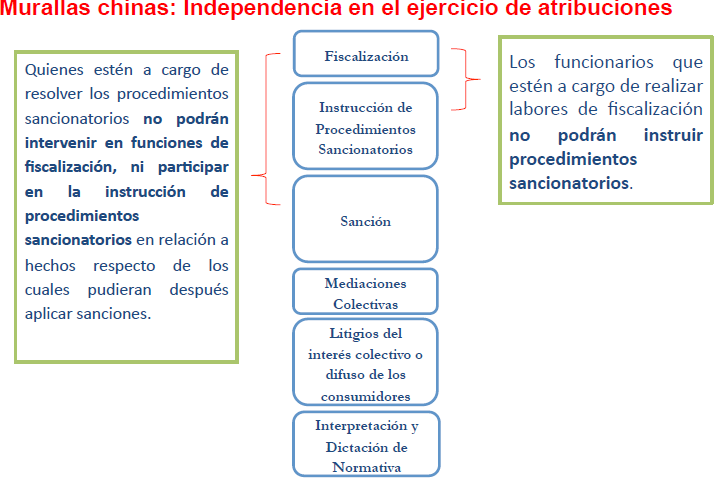 Murallas chinas: Independencia en el ejercicio de atribuciones
Quienes estén a cargo de
resolver los procedimientos
sancionatorios no podrán
intervenir en funciones de
fiscalización, ni participar
en la instrucción de
procedimientos
sancionatorios en relación a
hechos respecto de los
cuales pudieran después
aplicar sanciones.
Fiscalización
Instrucción de
Procedimientos
Sancionatorios
Sanción
Mediaciones
Colectivas
Litigios del
interés colectivo o
difuso de los
consumidores
Interpretación y
Dictación de
Normativa
Los funcionarios que
estén a cargo de realizar
labores de fiscalización
no podrán instruir
procedimientos
sancionatorios.